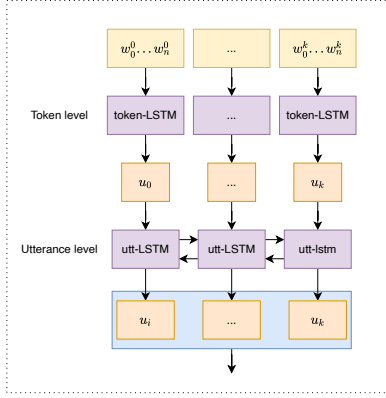 w_0^0...w_n^0 ... w_0^k...w_n^k
Token level token-LSTM ... token-LSTM
u_0 ... u_k
Utterance level utt-LSTM utt-LSTM utt-lstm
u_i ... u_k